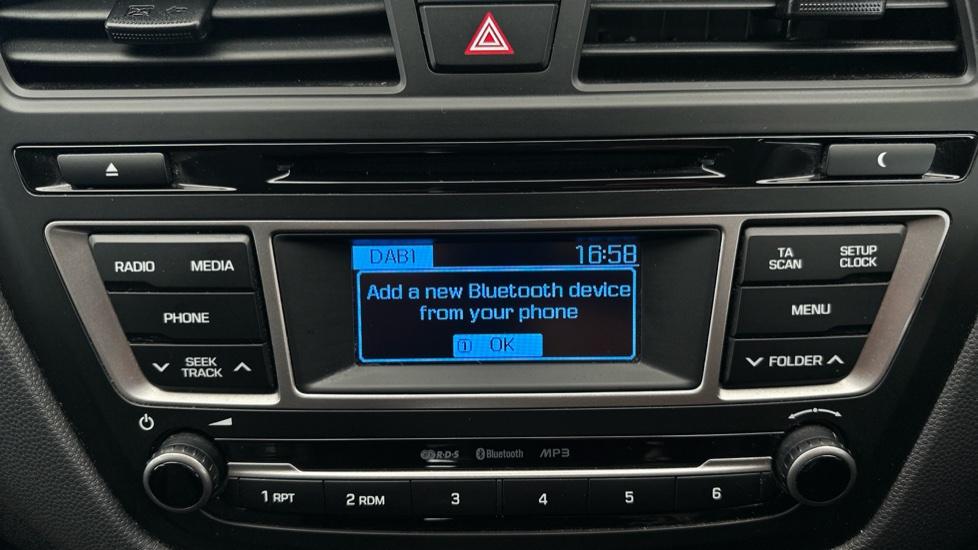 RADIO
MEDIA
PHONE
SEEK
TRACK
DAB1
16:58
Add a new Bluetooth device
from your phone
1 OK
TA
SCAN
SETUP
CLOCK
MENU
FOLDER
R·D·S
Bluetooth
MP3
1 RPT
2 RDM
3
4
5
6